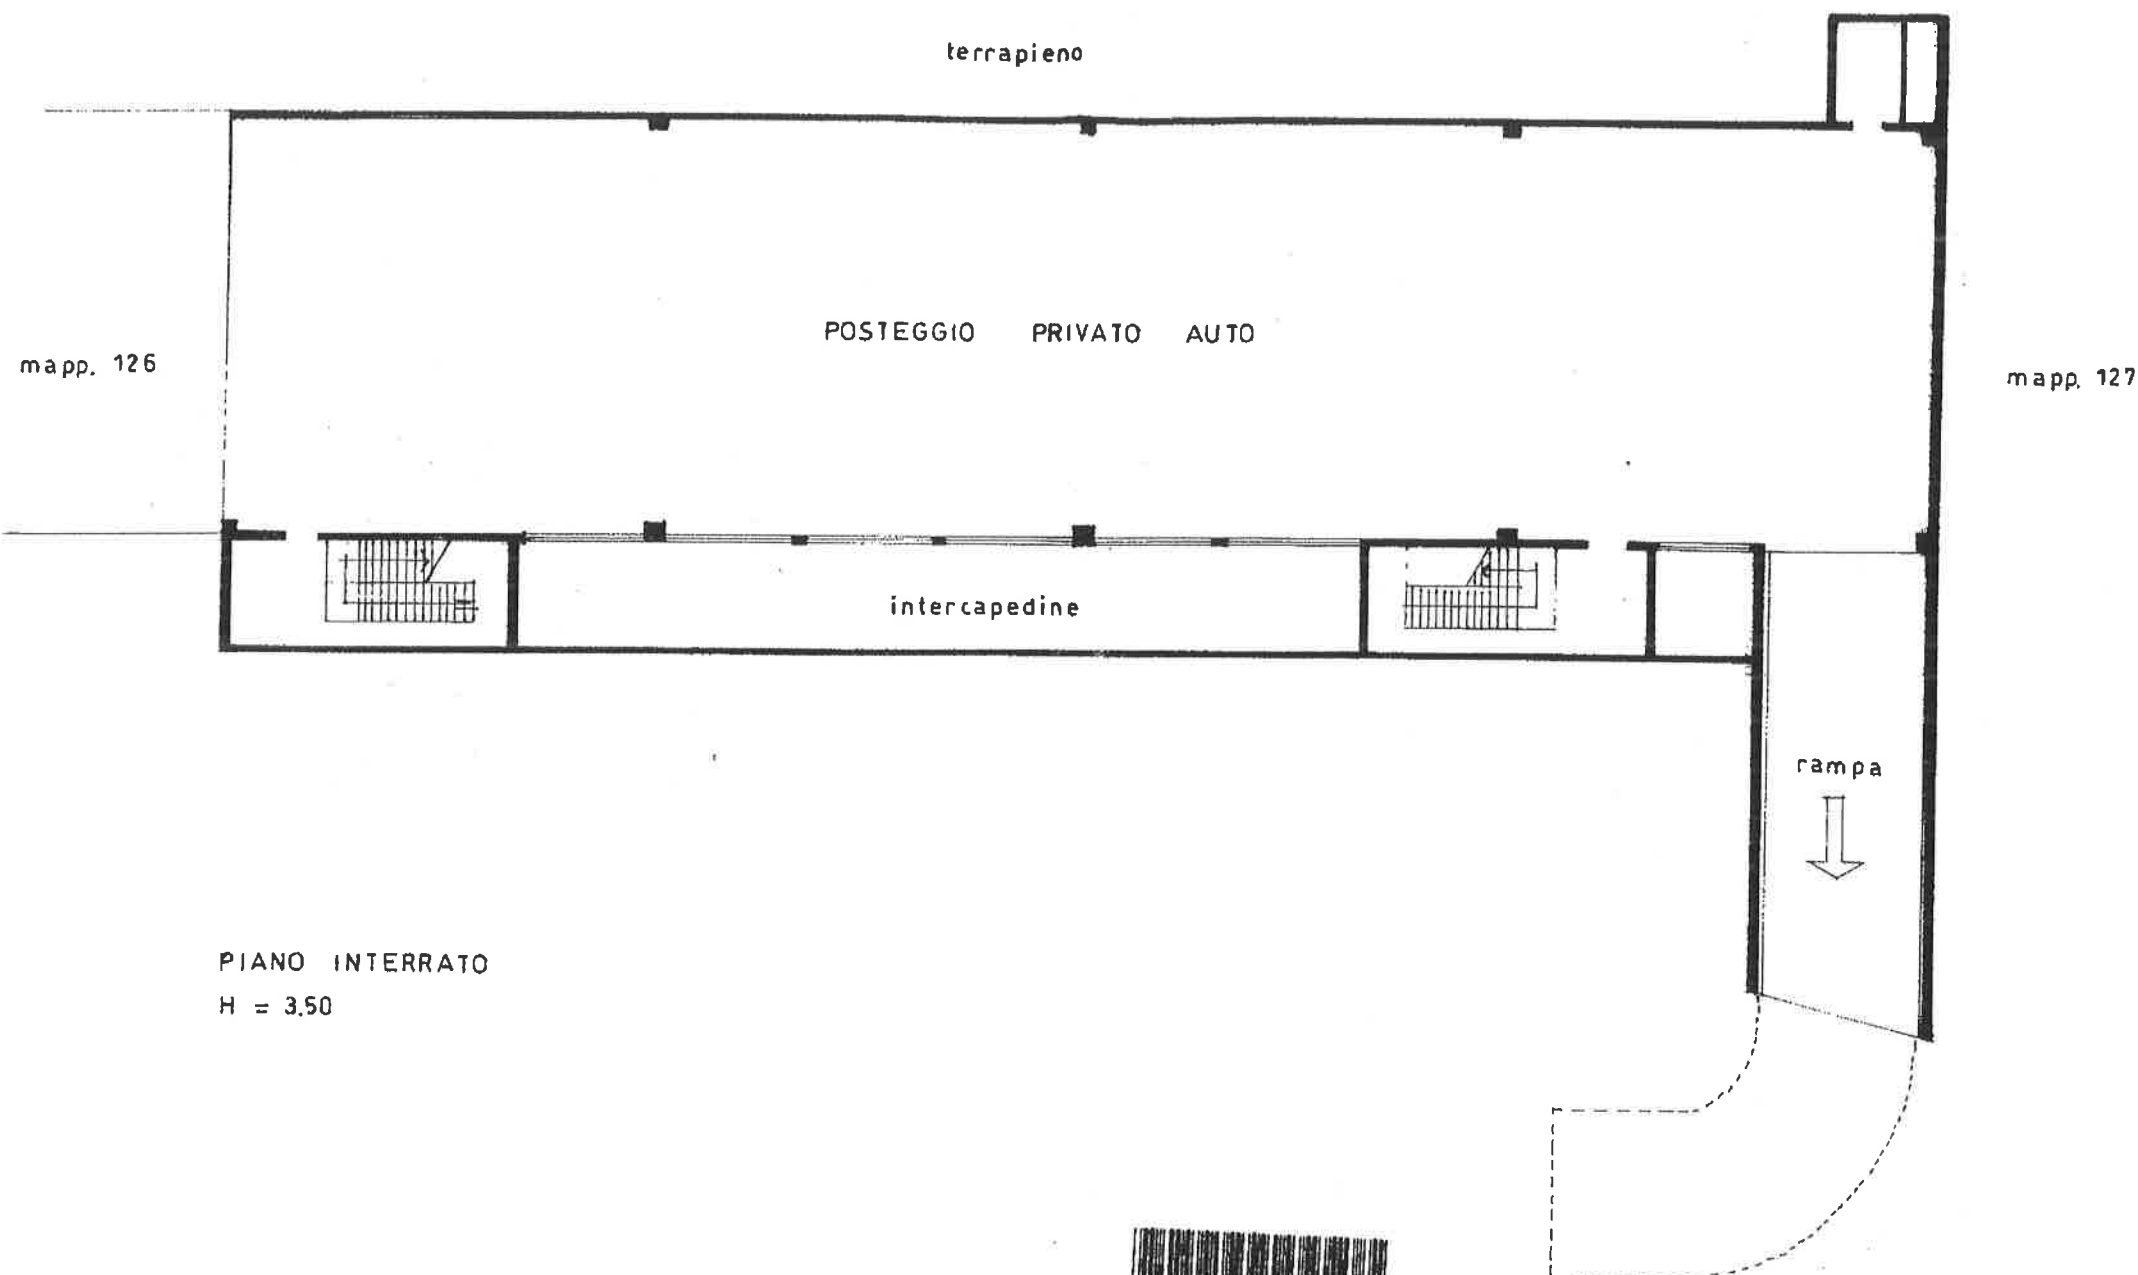 terrapieno
POSTEGGIO PRIVATO AUTO
mapp. 126
mapp. 127
intercapedine
rampa
PIANO INTERRATO
H = 3.50